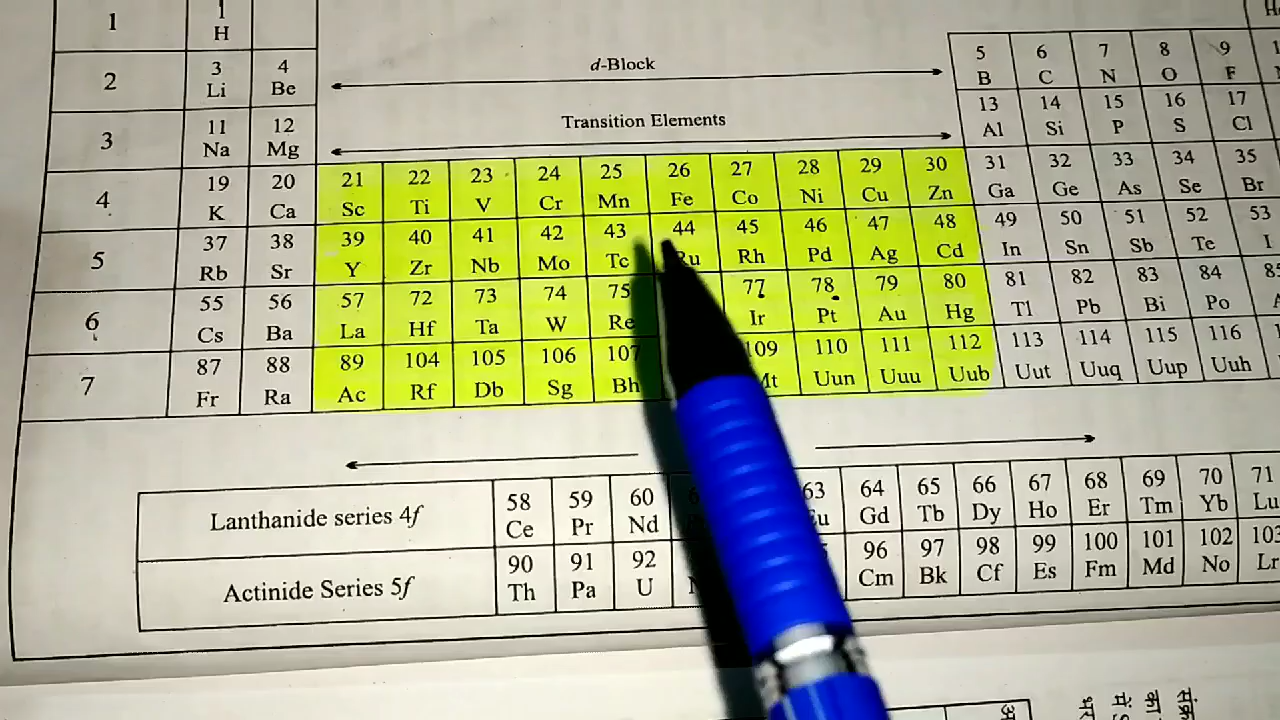 1 1
H
d-Block
5 6 7 8 9
2 3 4
Li Be B C N O F
Transition Elements
13 14 15 16 17
3 11 12
Na Mg Al Si P S Cl
4 19 20 21 22 23 24 25 26 27 28 29 30 31 32 33 34 35
K Ca Sc Ti V Cr Mn Fe Co Ni Cu Zn Ga Ge As Se Br
5 37 38 39 40 41 42 43 44 45 46 47 48 49 50 51 52 53
Rb Sr Y Zr Nb Mo Tc Ru Rh Pd Ag Cd In Sn Sb Te I
6 55 56 57 72 73 74 75 77 78 79 80 81 82 83 84
Cs Ba La Hf Ta W Re Ir Pt Au Hg Tl Pb Bi Po
7 87 88 89 104 105 106 107 109 110 111 112 113 114 115 116
Fr Ra Ac Rf Db Sg Bh Mt Uun Uuu Uub Uut Uuq Uup Uuh
Lanthanide series 4f 58 59 60 63 64 65 66 67 68 69 70 71
Ce Pr Nd Eu Gd Tb Dy Ho Er Tm Yb Lu
Actinide Series 5f 90 91 92 96 97 98 99 100 101 102 103
Th Pa U Cm Bk Cf Es Fm Md No Lr